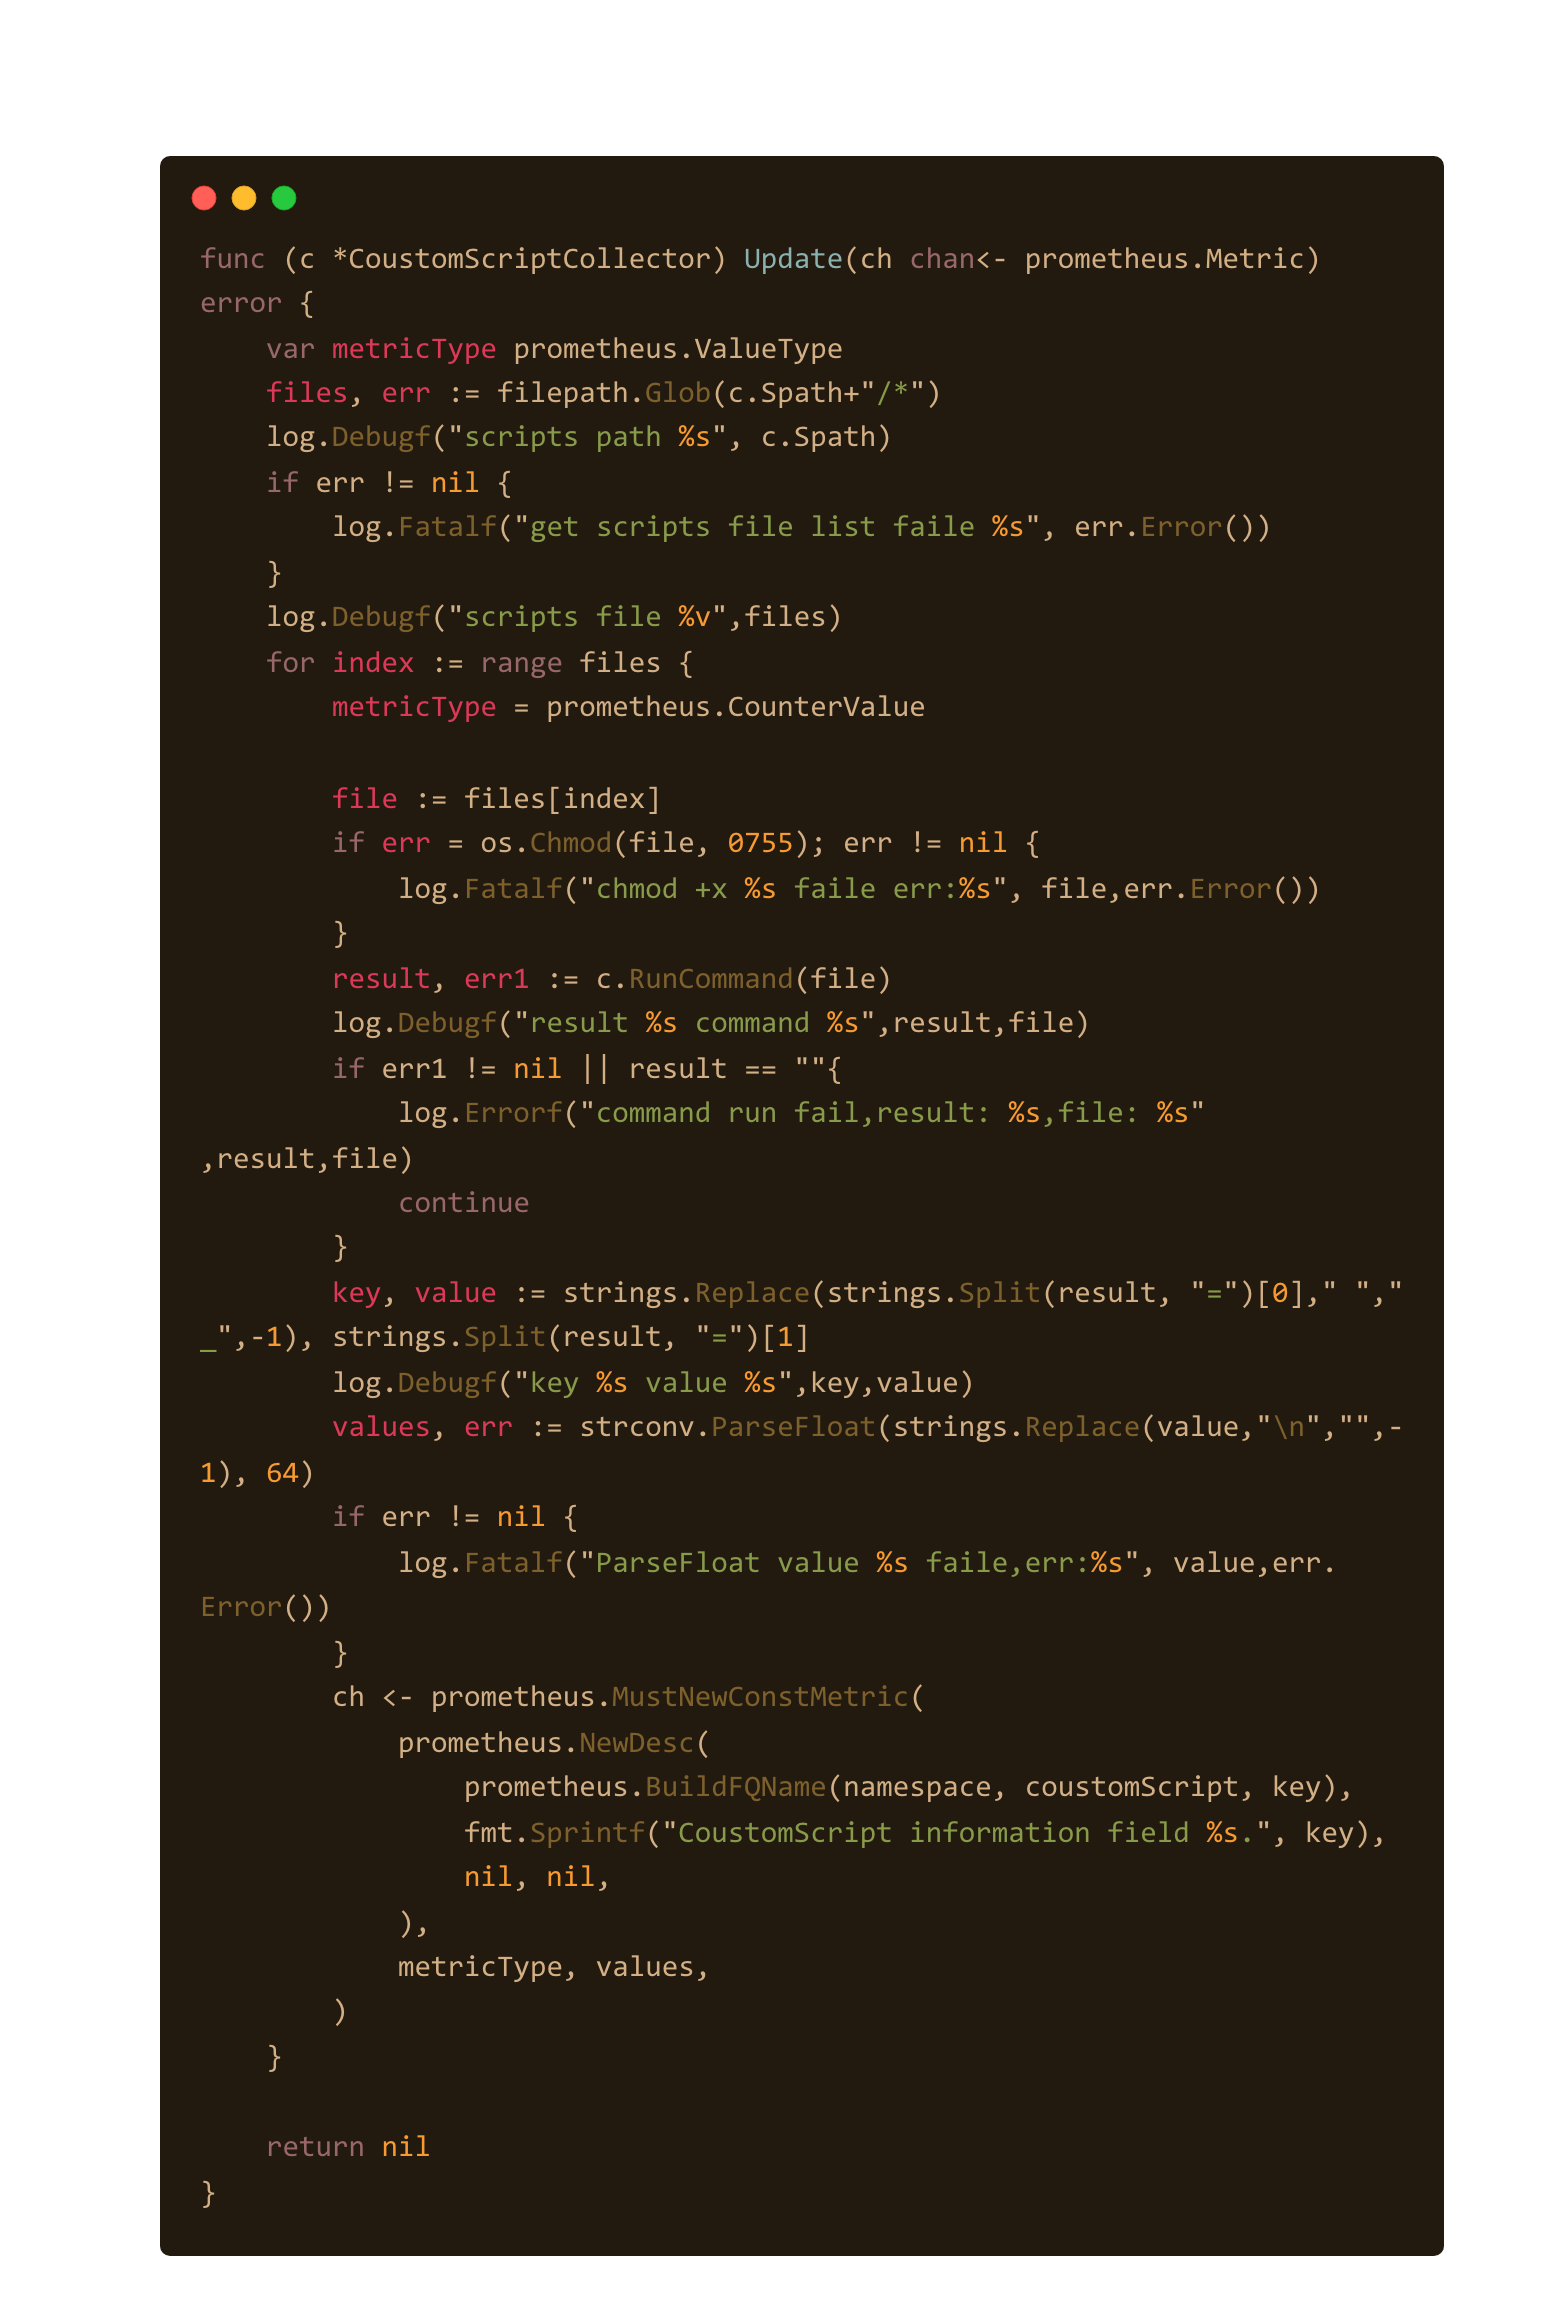 func (c *CoustomScriptCollector) Update(ch chan<- prometheus.Metric)
error {
    var metricType prometheus.ValueType
    files, err := filepath.Glob(c.Spath+"/*")
    log.Debugf("scripts path %s", c.Spath)
    if err != nil {
        log.Fatalf("get scripts file list faile %s", err.Error())
    }
    log.Debugf("scripts file %v",files)
    for index := range files {
        metricType = prometheus.CounterValue

        file := files[index]
        if err = os.Chmod(file, 0755); err != nil {
            log.Fatalf("chmod +x %s faile err:%s", file,err.Error())
        }
        result, err1 := c.RunCommand(file)
        log.Debugf("result %s command %s",result,file)
        if err1 != nil || result == ""{
            log.Errorf("command run fail,result: %s,file: %s"
,result,file)
            continue
        }
        key, value := strings.Replace(strings.Split(result, "=")[0]," ","
_",-1), strings.Split(result, "=")[1]
        log.Debugf("key %s value %s",key,value)
        values, err := strconv.ParseFloat(strings.Replace(value,"\n","",-
1), 64)
        if err != nil {
            log.Fatalf("ParseFloat value %s faile,err:%s", value,err.
Error())
        }
        ch <- prometheus.MustNewConstMetric(
            prometheus.NewDesc(
                prometheus.BuildFQName(namespace, coustomScript, key),
                fmt.Sprintf("CoustomScript information field %s.", key),
                nil, nil,
            ),
            metricType, values,
        )
    }

    return nil
}